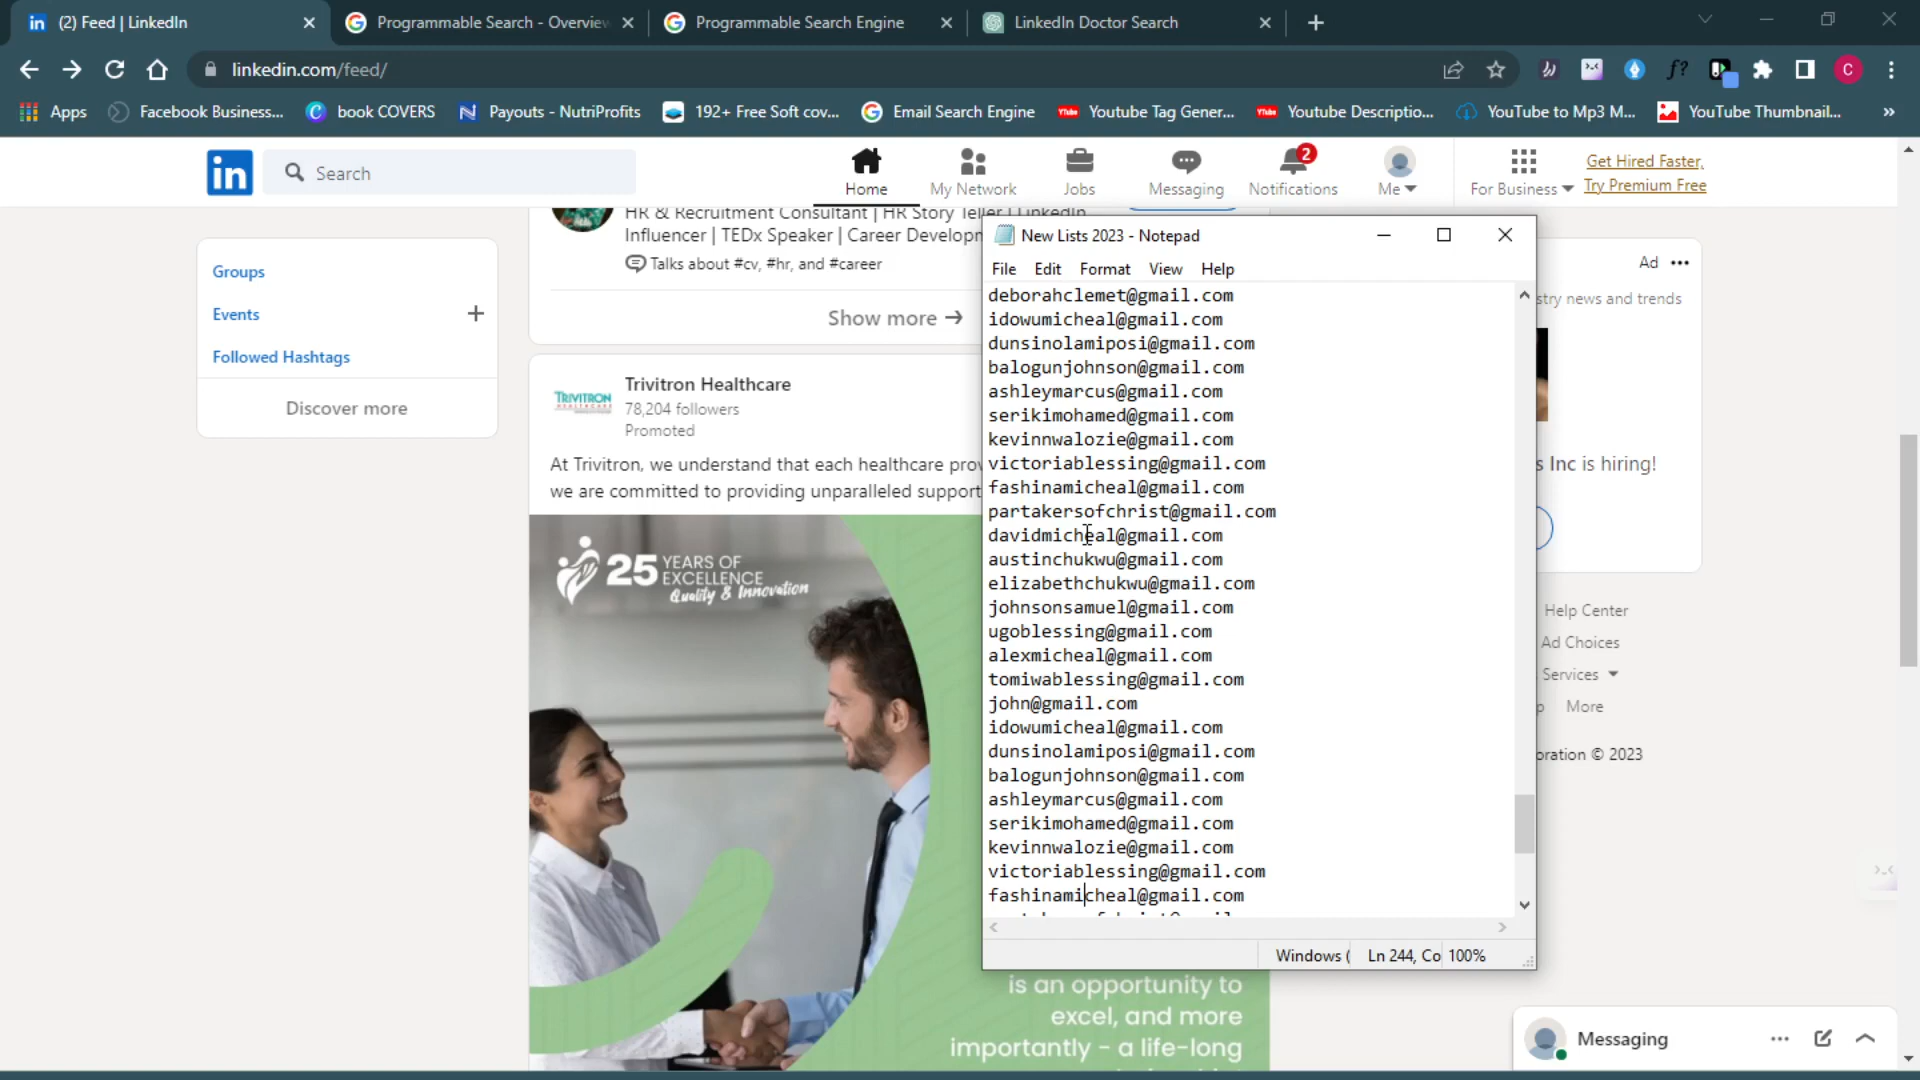 (2) Feed | LinkedIn
Programmable Search - Overview
Programmable Search Engine
LinkedIn Doctor Search
linkedin.com/feed/
f?
C
Apps
Facebook Business...
book COVERS
Payouts - NutriProfits
192+ Free Soft cov...
Email Search Engine
Youtube Tag Gener...
Youtube Descriptio...
YouTube to Mp3 M...
YouTube Thumbnail...
»
in
Search
Home
My Network
Jobs
Messaging
2
Notifications
Me
For Business
Get Hired Faster,
Try Premium Free
Groups
Events
Followed Hashtags
Discover more
HR & Recruitment Consultant | HR Story Teller | LinkedIn
Influencer | TEDx Speaker | Career Developn
Talks about #cv, #hr, and #career
Show more →
TRIVITRON
Trivitron Healthcare
78,204 followers
Promoted
At Trivitron, we understand that each healthcare prov
we are committed to providing unparalleled support
25 YEARS OF
EXCELLENCE
Quality & Innovation
is an opportunity to
excel, and more
importantly - a life-long
New Lists 2023 - Notepad
File Edit Format View Help
deborahclemet@gmail.com
idowumicheal@gmail.com
dunsinolamiposi@gmail.com
balogunjohnson@gmail.com
ashleymarcus@gmail.com
serikimohamed@gmail.com
kevinnwalozie@gmail.com
victoriablessing@gmail.com
fashinamicheal@gmail.com
partakersofchrist@gmail.com
davidmicheal@gmail.com
austinchukwu@gmail.com
elizabethchukwu@gmail.com
johnsonsamuel@gmail.com
ugoblessing@gmail.com
alexmicheal@gmail.com
tomiwablessing@gmail.com
john@gmail.com
idowumicheal@gmail.com
dunsinolamiposi@gmail.com
balogunjohnson@gmail.com
ashleymarcus@gmail.com
serikimohamed@gmail.com
kevinnwalozie@gmail.com
victoriablessing@gmail.com
fashinamicheal@gmail.com
Windows (
Ln 244, Co
100%
Ad
stry news and trends
s Inc is hiring!
Help Center
Ad Choices
Services
More
oration © 2023
Messaging